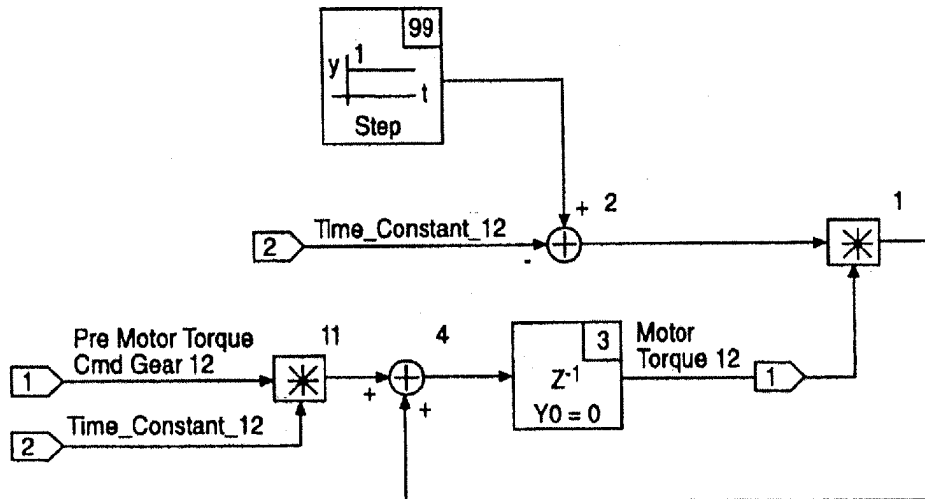 99
y 1
t
Step
+ 2
1
2 Time_Constant_12
-
Pre Motor Torque
Cmd Gear 12
1
11
4
3
Z-1
Y0 = 0
Motor
Torque 12
1
+
+
2 Time_Constant_12